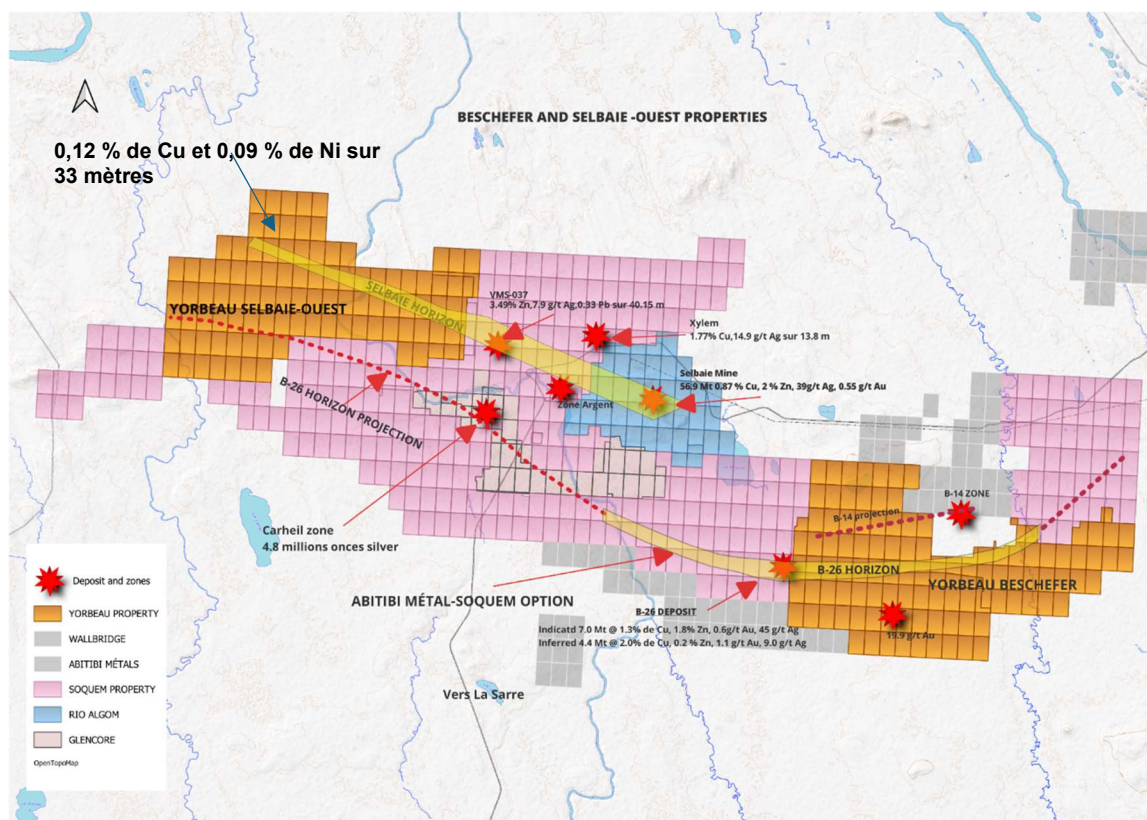 BESCHEFER AND SELBAIE -OUEST PROPERTIES
0,12 % de Cu et 0,09 % de Ni sur
33 mètres
SELBAIE HORIZON
YORBEAU SELBAIE-OUEST
VMS-037
3.49% Zn,7.9 g/t Ag,0.33 Pb sur 40.15 m
Xylem
1.77% Cu,14.9 g/t Ag sur 13.8 m
Selbaie Mine
56.9 Mt 0.87 % Cu, 2 % Zn, 39g/t Ag, 0.55 g/t Au
Zone Argent
B-26 HORIZON PROJECTION
B-14 ZONE
B-14 projection
Carheil zone
4.8 millions onces silver
B-26 HORIZON
YORBEAU BESCHEFER
ABITIBI MÉTAL-SOQUEM OPTION
B-26 DEPOSIT
Indicatd 7.0 Mt @ 1.3% de Cu, 1.8% Zn, 0.6g/t Au, 45 g/t Ag
Inferred 4.4 Mt @ 2.0% de Cu, 0.2 % Zn, 1.1 g/t Au, 9.0 g/t Ag
19.9 g/t Au
Vers La Sarre
Deposit and zones
YORBEAU PROPERTY
WALLBRIDGE
ABITIBI MÉTALS
SOQUEM PROPERTY
RIO ALGOM
GLENCORE
OpenTopoMap